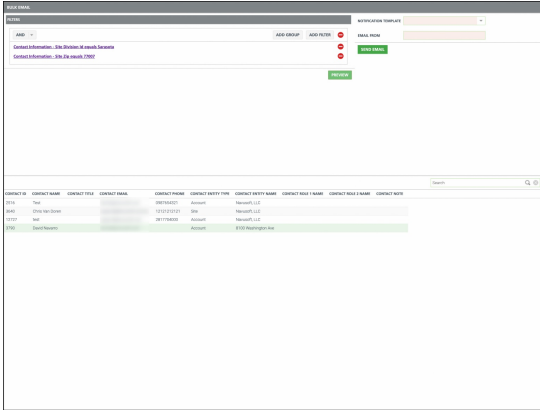 BULK EMAIL
FILTERS
NOTIFICATION TEMPLATE
AND
ADD GROUP ADD FILTER
EMAIL FROM
Contact Information - Site Division Id equals Sarasota
SEND EMAIL
Contact Information - Site Zip equals 77007
PREVIEW
Search
CONTACT ID CONTACT NAME CONTACT TITLE CONTACT EMAIL CONTACT PHONE CONTACT ENTITY TYPE CONTACT ENTITY NAME CONTACT ROLE 1 NAME CONTACT ROLE 2 NAME CONTACT NOTE
Test Account Navusoft, LLC
Chris Van Doren 12131213121 Site Navusoft, LLC
test Account Navusoft, LLC
David Navarro Account 8100 Washington Ave